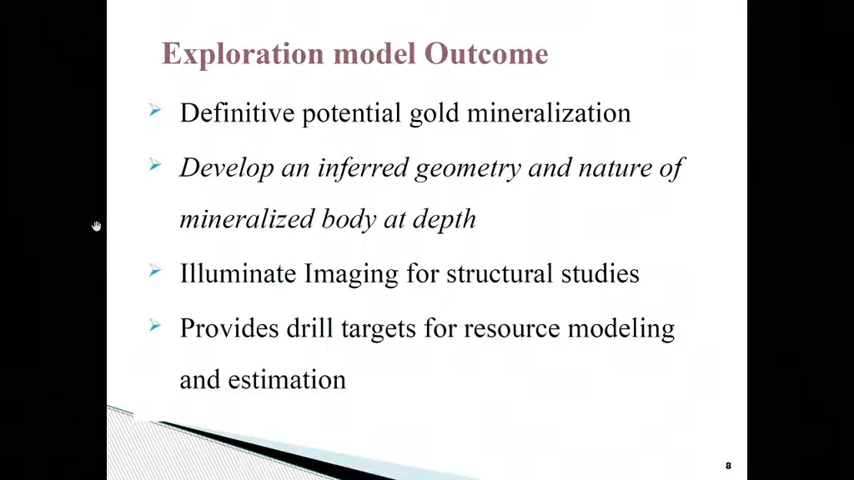 Exploration model Outcome
Definitive potential gold mineralization
Develop an inferred geometry and nature of
mineralized body at depth
Illuminate Imaging for structural studies
Provides drill targets for resource modeling
and estimation
8